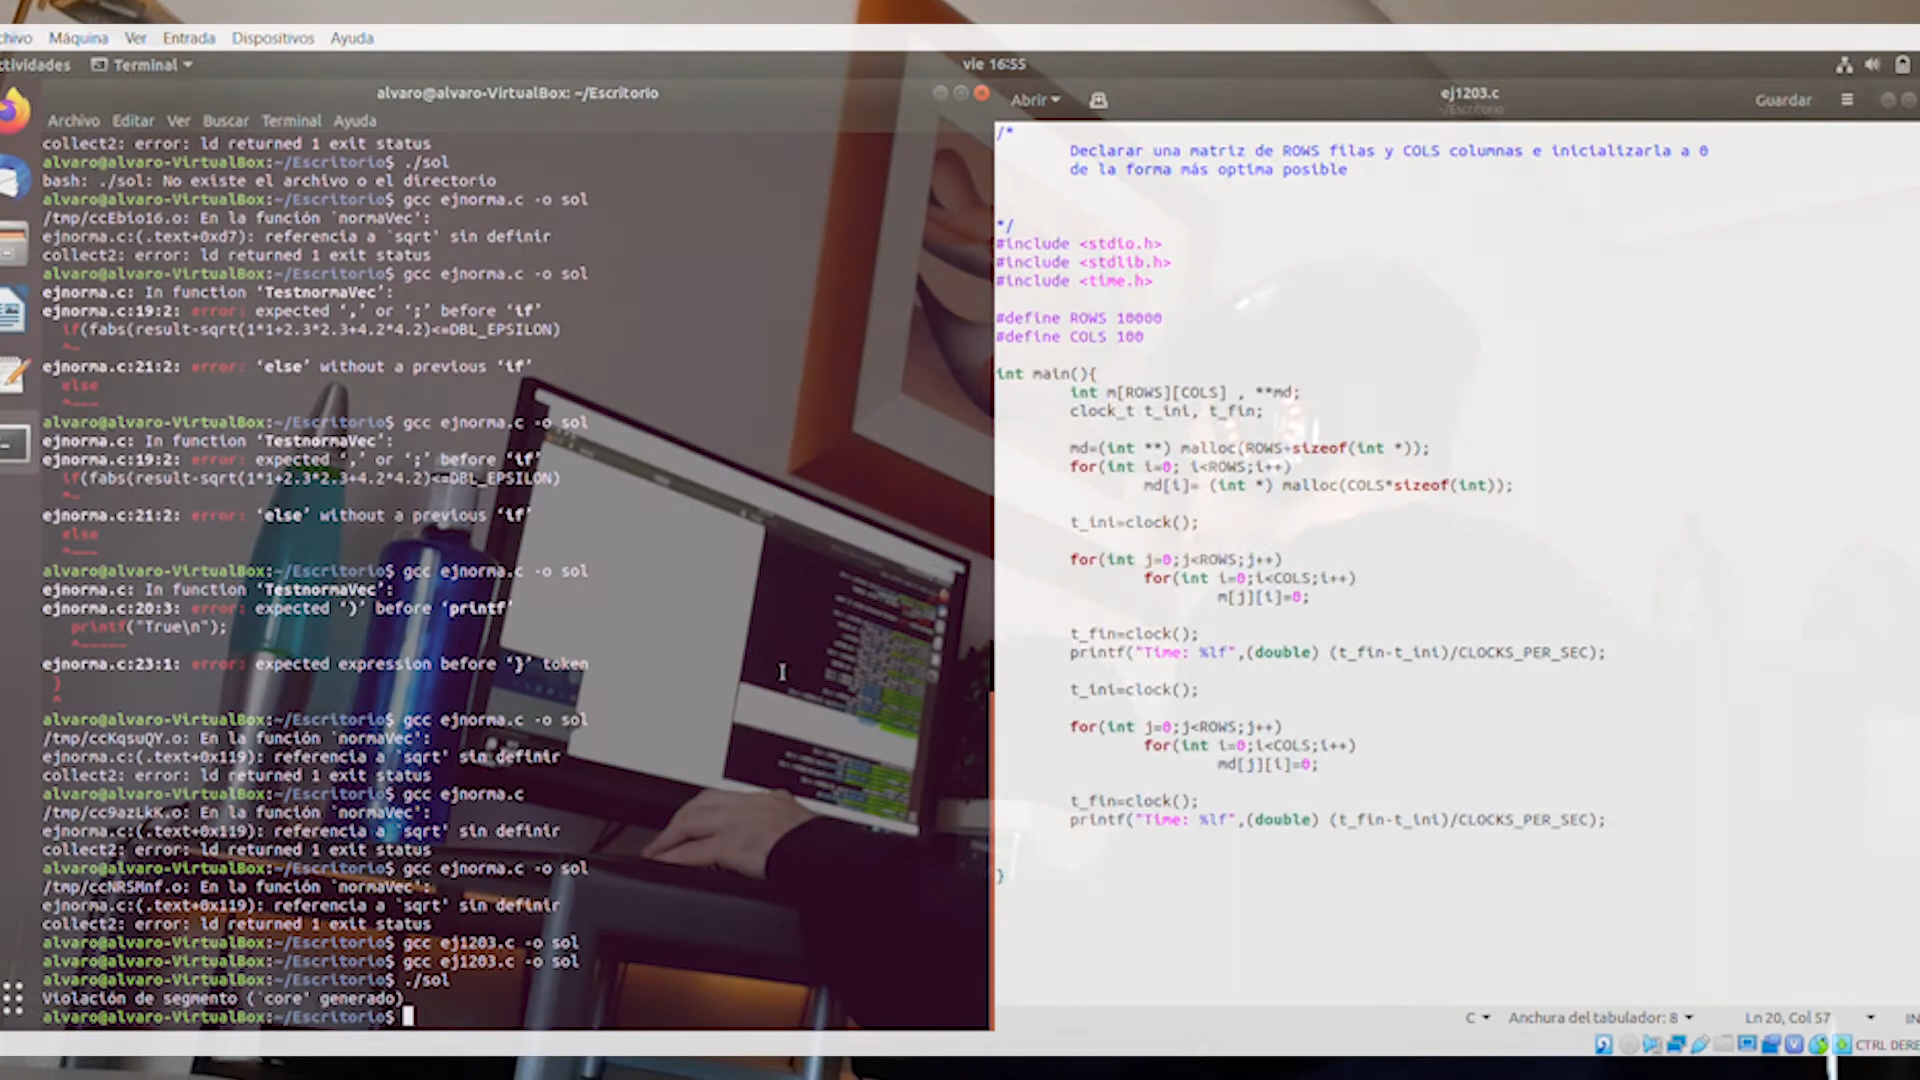 Máquina Ver Entrada Dispositivos Ayuda
Terminal
vie 16:55
alvaro@alvaro-VirtualBox: ~/Escritorio
Archivo Editar Ver Buscar Terminal Ayuda
collect2: error: ld returned 1 exit status
alvaro@alvaro-VirtualBox:~/Escritorio$ ./sol
bash: ./sol: No existe el archivo o el directorio
alvaro@alvaro-VirtualBox:~/Escritorio$ gcc ejnorma.c -o sol
/tmp/ccEbio16.o: En la función `normaVec':
ejnorma.c:(.text+0xd7): referencia a `sqrt' sin definir
collect2: error: ld returned 1 exit status
alvaro@alvaro-VirtualBox:~/Escritorio$ gcc ejnorma.c -o sol
ejnorma.c: In function ‘TestnormaVec’:
ejnorma.c:19:2: error: expected ‘,’ or ‘;’ before ‘if’
if(fabs(result-sqrt(1*1+2.3*2.3+4.2*4.2)<=DBL_EPSILON)
^~
ejnorma.c:21:2: error: ‘else’ without a previous ‘if’
else
^~~~
alvaro@alvaro-VirtualBox:~/Escritorio$ gcc ejnorma.c -o sol
ejnorma.c: In function ‘TestnormaVec’:
ejnorma.c:19:2: error: expected ‘,’ or ‘;’ before ‘if’
if(fabs(result-sqrt(1*1+2.3*2.3+4.2*4.2)<=DBL_EPSILON)
^~
ejnorma.c:21:2: error: ‘else’ without a previous ‘if’
else
^~~~
alvaro@alvaro-VirtualBox:~/Escritorio$ gcc ejnorma.c -o sol
ejnorma.c: In function ‘TestnormaVec’:
ejnorma.c:20:3: error: expected ‘)’ before ‘printf’
printf("True\n");
^~~~~~
ejnorma.c:23:1: error: expected expression before ‘}’ token
}
^
alvaro@alvaro-VirtualBox:~/Escritorio$ gcc ejnorma.c -o sol
/tmp/ccKqsuQY.o: En la función `normaVec':
ejnorma.c:(.text+0x119): referencia a `sqrt' sin definir
collect2: error: ld returned 1 exit status
alvaro@alvaro-VirtualBox:~/Escritorio$ gcc ejnorma.c
/tmp/cc9azLkK.o: En la función `normaVec':
ejnorma.c:(.text+0x119): referencia a `sqrt' sin definir
collect2: error: ld returned 1 exit status
alvaro@alvaro-VirtualBox:~/Escritorio$ gcc ejnorma.c -o sol
/tmp/ccNRSMnf.o: En la función `normaVec':
ejnorma.c:(.text+0x119): referencia a `sqrt' sin definir
collect2: error: ld returned 1 exit status
alvaro@alvaro-VirtualBox:~/Escritorio$ gcc ej1203.c -o sol
alvaro@alvaro-VirtualBox:~/Escritorio$ gcc ej1203.c -o sol
alvaro@alvaro-VirtualBox:~/Escritorio$ ./sol
Violación de segmento (`core' generado)
alvaro@alvaro-VirtualBox:~/Escritorio$
Abrir ej1203.c Guardar
~/Escritorio
/*
Declarar una matriz de ROWS filas y COLS columnas e inicializarla a 0
de la forma más optima posible
*/
#include <stdio.h>
#include <stdlib.h>
#include <time.h>
#define ROWS 10000
#define COLS 100
int main(){
int m[ROWS][COLS] , **md;
clock_t t_ini, t_fin;
md=(int **) malloc(ROWS+sizeof(int *));
for(int i=0; i<ROWS;i++)
md[i]= (int *) malloc(COLS*sizeof(int));
t_ini=clock();
for(int j=0;j<ROWS;j++)
for(int i=0;i<COLS;i++)
m[j][i]=0;
t_fin=clock();
printf("Time: %lf",(double) (t_fin-t_ini)/CLOCKS_PER_SEC);
t_ini=clock();
for(int j=0;j<ROWS;j++)
for(int i=0;i<COLS;i++)
md[j][i]=0;
t_fin=clock();
printf("Time: %lf",(double) (t_fin-t_ini)/CLOCKS_PER_SEC);
}
C Anchura del tabulador: 8 Ln 20, Col 57
CTRL